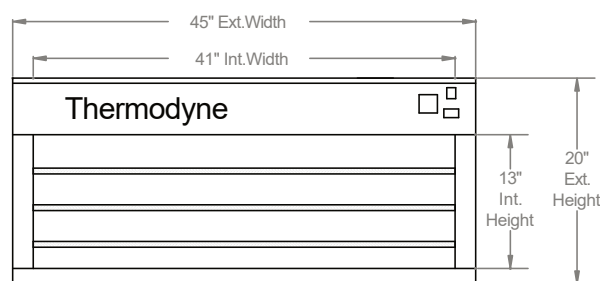 45" Ext.Width
41" Int.Width
Thermodyne
13"
Int.
Height
20"
Ext.
Height